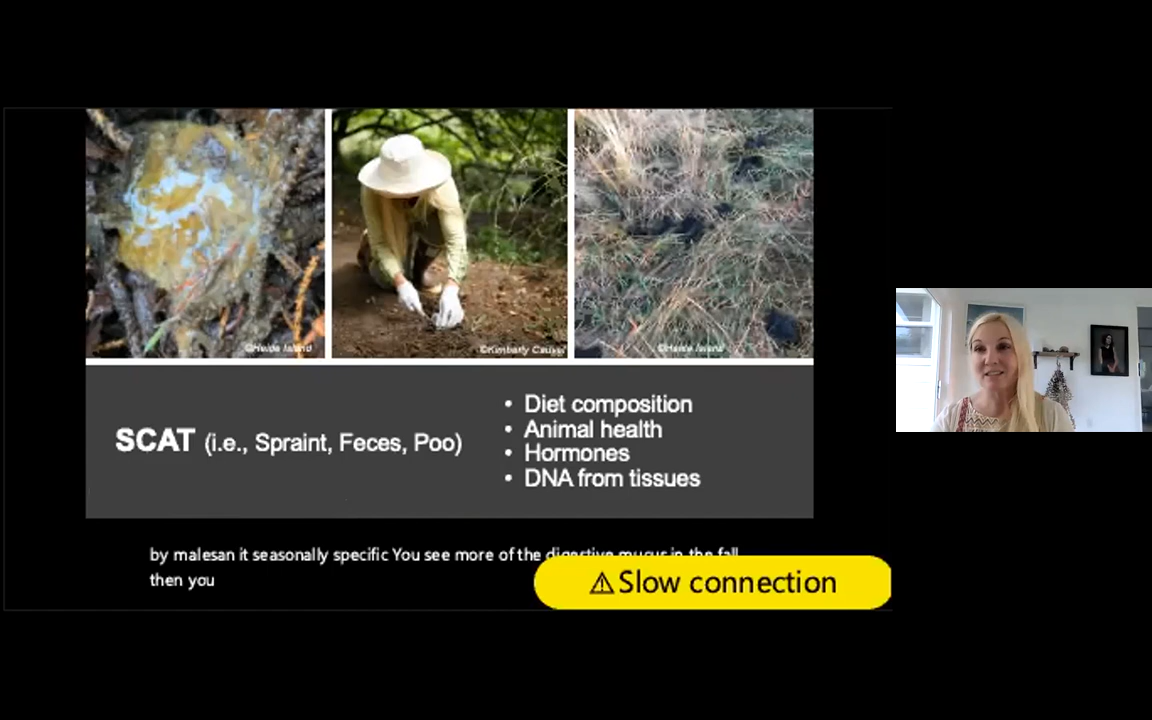 ©Heide Island
©Kimberly Cauvel
©Heide Island
SCAT (i.e., Spraint, Feces, Poo)
• Diet composition
• Animal health
• Hormones
• DNA from tissues
by malesan it seasonally specific You see more of the digestive mucur in the fall
then you
⚠Slow connection